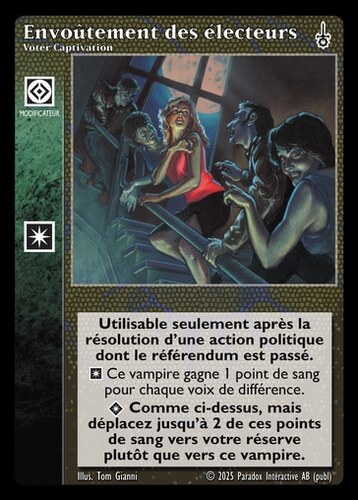 Envoûtement des électeurs
Voter Captivation
MODIFICATEUR
Utilisable seulement après la
résolution d'une action politique
dont le référendum est passé.
Ce vampire gagne 1 point de sang
pour chaque voix de différence.
Comme ci-dessus, mais
déplacez jusqu'à 2 de ces points
de sang vers votre réserve
plutôt que vers ce vampire.
Illus. Tom Gianni © 2025 Paradox Interactive AB (publ)